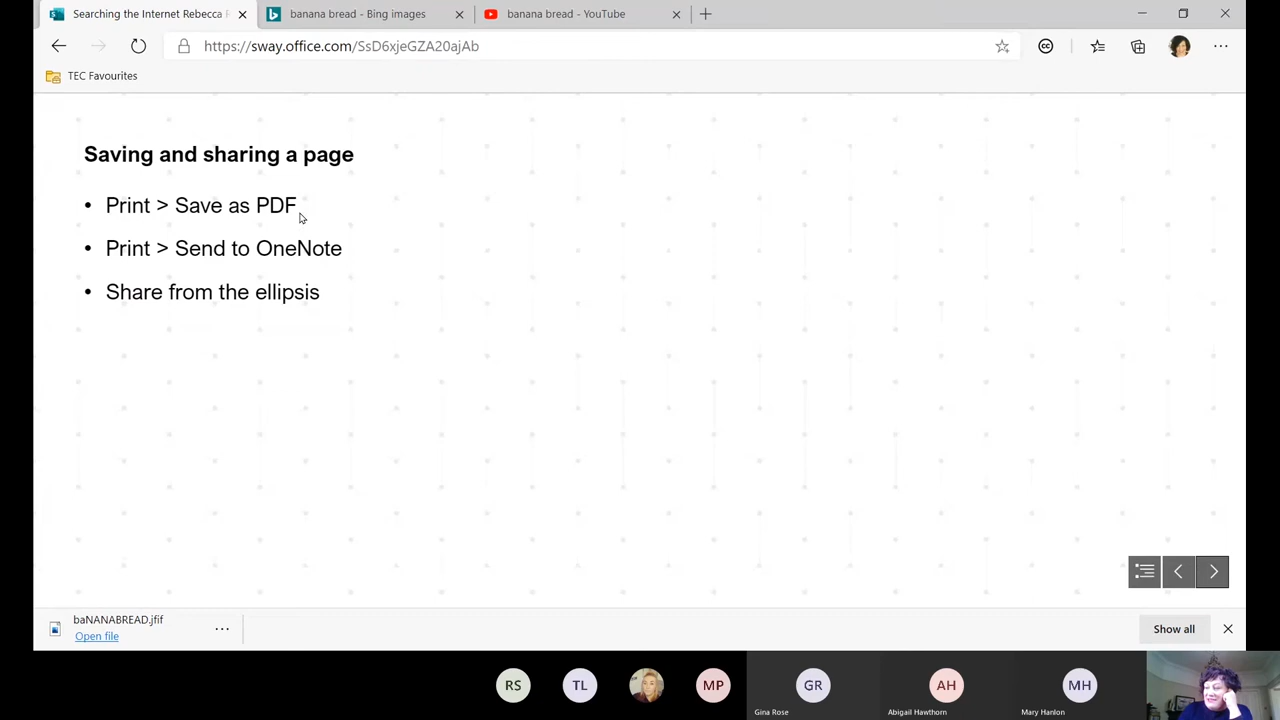 Searching the Internet Rebecca
banana bread - Bing images
banana bread - YouTube
https://sway.office.com/SsD6xjeGZA20ajAb
TEC Favourites
Saving and sharing a page
• Print > Save as PDF
• Print > Send to OneNote
• Share from the ellipsis
baNANABREAD.jfif
Open file
Show all
RS
TL
MP
GR
AH
MH
Gina Rose
Abigail Hawthorn
Mary Hanlon